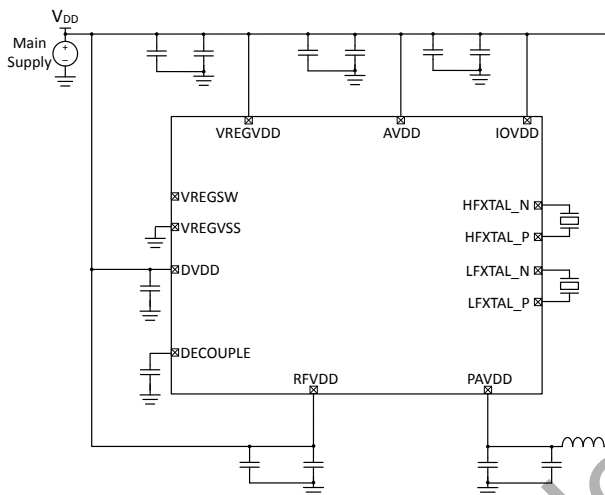 VDD
Main
Supply
+
–
VREGVDD
AVDD
IOVDD
VREGSW
HFXTAL_N
VREGVSS
HFXTAL_P
DVDD
LFXTAL_N
LFXTAL_P
DECOUPLE
RFVDD
PAVDD